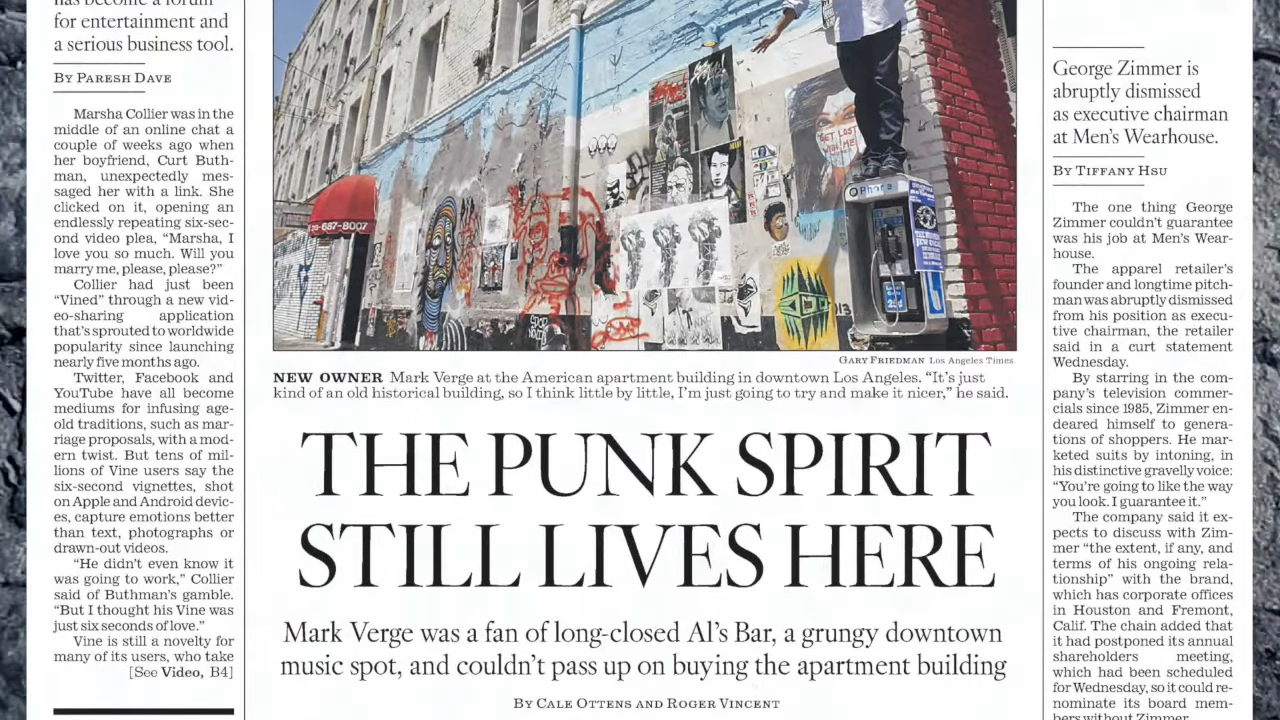 has become a forum
for entertainment and
a serious business tool.
BY PARESH DAVE
Marsha Collier was in the
middle of an online chat a
couple of weeks ago when
her boyfriend, Curt Buth-
man, unexpectedly mes-
saged her with a link. She
clicked on it, opening an
endlessly repeating six-sec-
ond video plea, “Marsha, I
love you so much. Will you
marry me, please, please?”
Collier had just been
“Vined” through a new vid-
eo-sharing application
that's sprouted to worldwide
popularity since launching
nearly five months ago.
Twitter, Facebook and
YouTube have all become
mediums for infusing age-
old traditions, such as mar-
riage proposals, with a mod-
ern twist. But tens of mil-
lions of Vine users say the
six-second vignettes, shot
on Apple and Android devic-
es, capture emotions better
than text, photographs or
drawn-out videos.
“He didn't even know it
was going to work,” Collier
said of Buthman's gamble.
“But I thought his Vine was
just six seconds of love.”
Vine is still a novelty for
many of its users, who take
[See Video, B4]
687-8007
GET LOST
WITH ME
Phone
GARY FRIEDMAN Los Angeles Times
NEW OWNER Mark Verge at the American apartment building in downtown Los Angeles. “It's just
kind of an old historical building, so I think little by little, I'm just going to try and make it nicer,” he said.
THE PUNK SPIRIT
STILL LIVES HERE
Mark Verge was a fan of long-closed Al's Bar, a grungy downtown
music spot, and couldn't pass up on buying the apartment building
BY CALE OTTENS AND ROGER VINCENT
George Zimmer is
abruptly dismissed
as executive chairman
at Men's Wearhouse.
BY TIFFANY HSU
The one thing George
Zimmer couldn't guarantee
was his job at Men's Wear-
house.
The apparel retailer's
founder and longtime pitch-
man was abruptly dismissed
from his position as execu-
tive chairman, the retailer
said in a curt statement
Wednesday.
By starring in the com-
pany's television commer-
cials since 1985, Zimmer en-
deared himself to genera-
tions of shoppers. He mar-
keted suits by intoning, in
his distinctive gravelly voice:
“You're going to like the way
you look. I guarantee it.”
The company said it ex-
pects to discuss with Zim-
mer “the extent, if any, and
terms of his ongoing rela-
tionship” with the brand,
which has corporate offices
in Houston and Fremont,
Calif. The chain added that
it had postponed its annual
shareholders meeting,
which had been scheduled
for Wednesday, so it could re-
nominate its board mem-
bers without Zimmer.